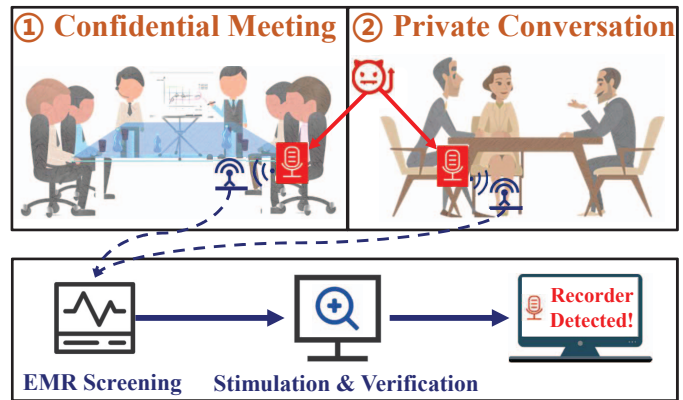 ① Confidential Meeting
② Private Conversation
Recorder
Detected!
EMR Screening
Stimulation & Verification